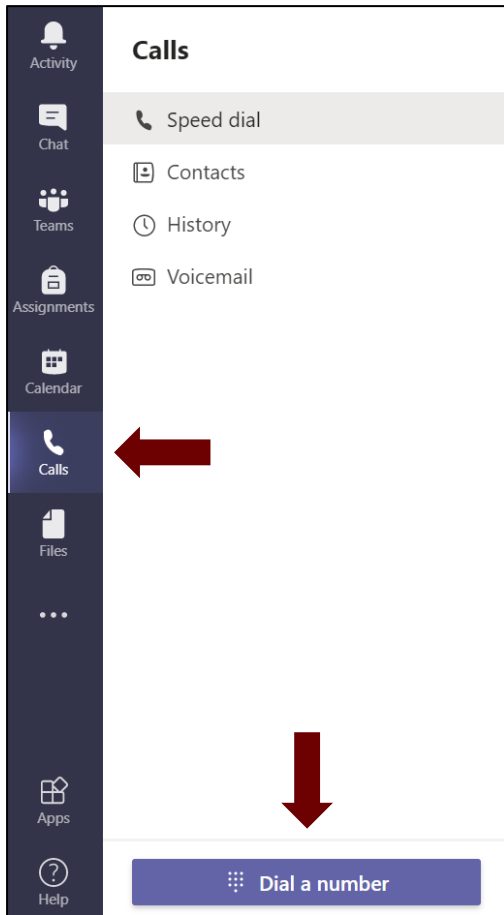 Activity
Chat
Teams
Assignments
Calendar
Calls
Files
Apps
Help
Calls
Speed dial
Contacts
History
Voicemail
Dial a number